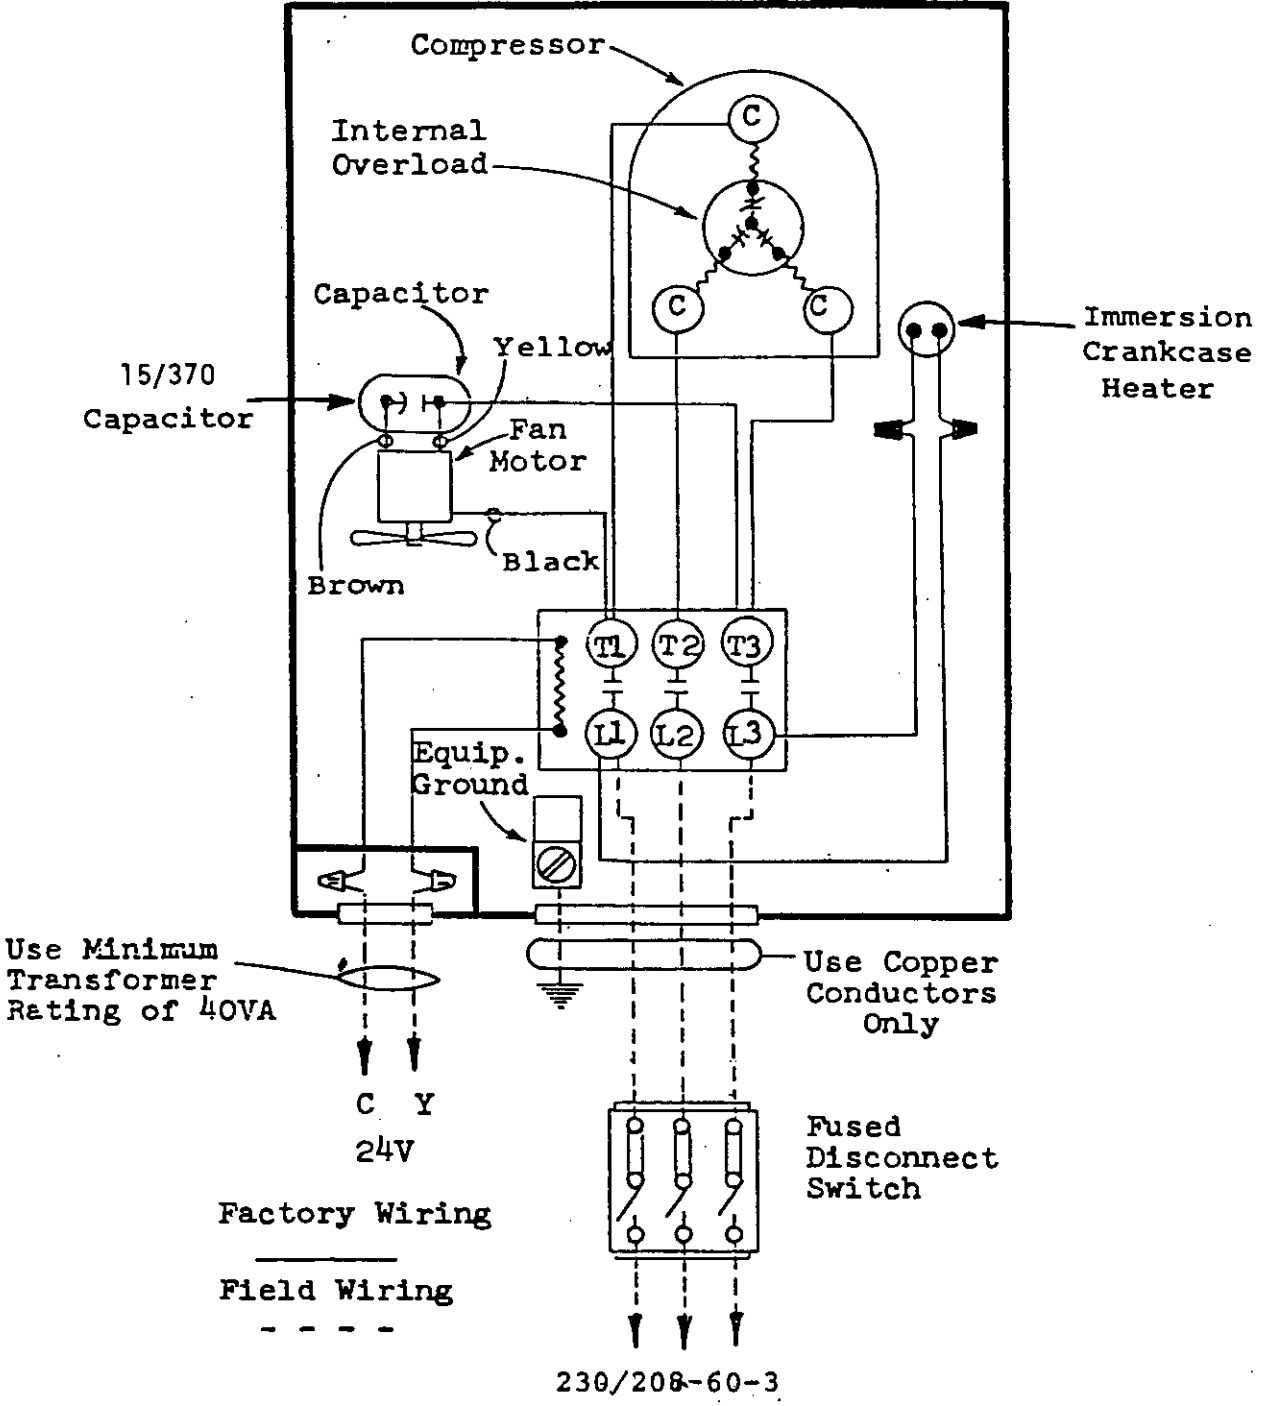 Compressor
C
Internal
Overload
C
C
Capacitor
Yellow
15/370
Capacitor
Fan
Motor
Immersion
Crankcase
Heater
Black
Brown
T1 T2 T3
L1 L2 L3
Equip.
Ground
Use Minimum
Transformer
Rating of 40VA
Use Copper
Conductors
Only
C Y
24V
Fused
Disconnect
Switch
Factory Wiring
Field Wiring
230/208-60-3